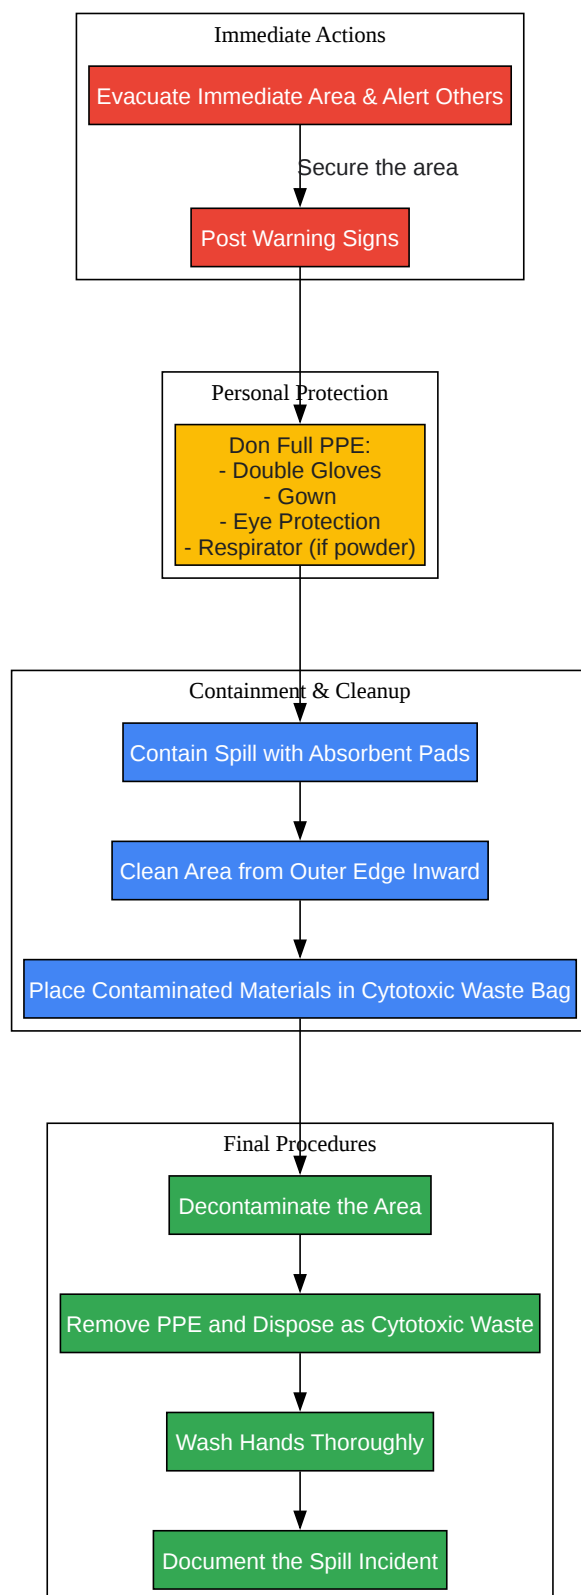 Immediate Actions
Evacuate Immediate Area & Alert Others
Secure the area
Post Warning Signs
Personal Protection
Don Full PPE:
- Double Gloves
- Gown
- Eye Protection
- Respirator (if powder)
Containment & Cleanup
Contain Spill with Absorbent Pads
Clean Area from Outer Edge Inward
Place Contaminated Materials in Cytotoxic Waste Bag
Final Procedures
Decontaminate the Area
Remove PPE and Dispose as Cytotoxic Waste
Wash Hands Thoroughly
Document the Spill Incident